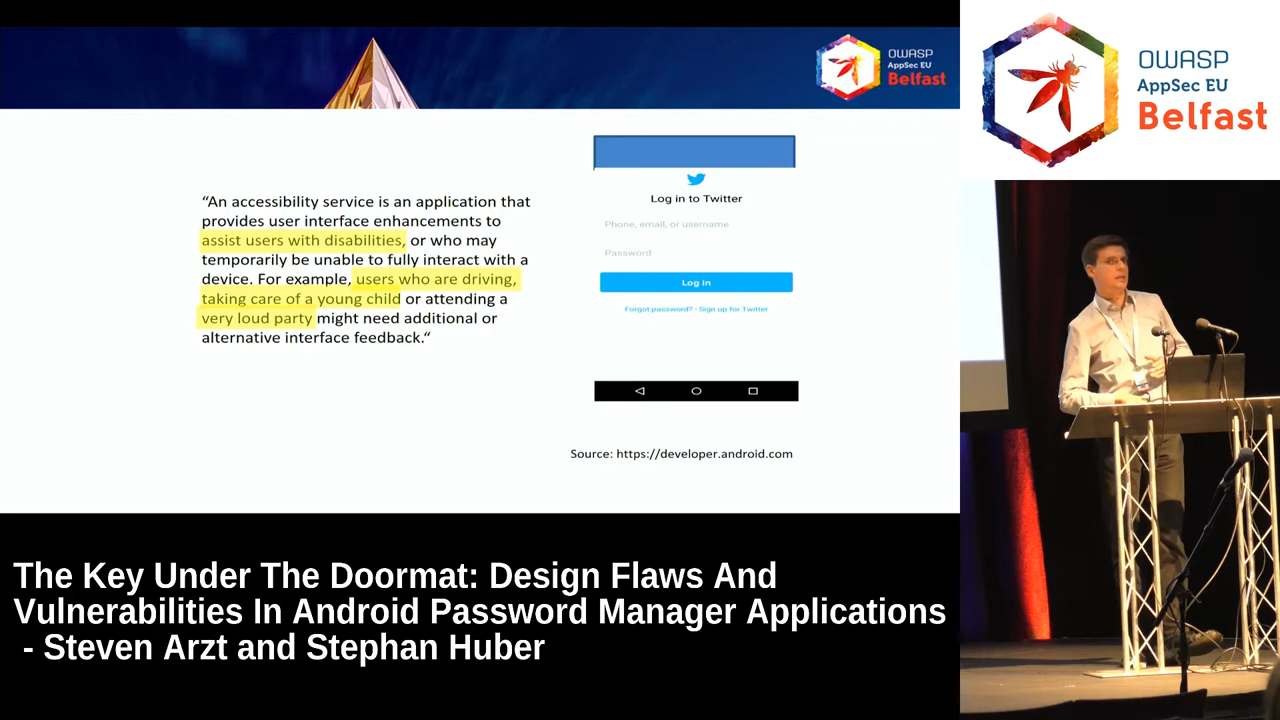 OWASP
AppSec EU
Belfast
OWASP
AppSec EU
Belfast
“An accessibility service is an application that
provides user interface enhancements to
assist users with disabilities, or who may
temporarily be unable to fully interact with a
device. For example, users who are driving,
taking care of a young child or attending a
very loud party might need additional or
alternative interface feedback.“
Log in to Twitter
Phone, email, or username
Password
Log in
Forgot password? - Sign up for Twitter
Source: https://developer.android.com
The Key Under The Doormat: Design Flaws And
Vulnerabilities In Android Password Manager Applications
- Steven Arzt and Stephan Huber